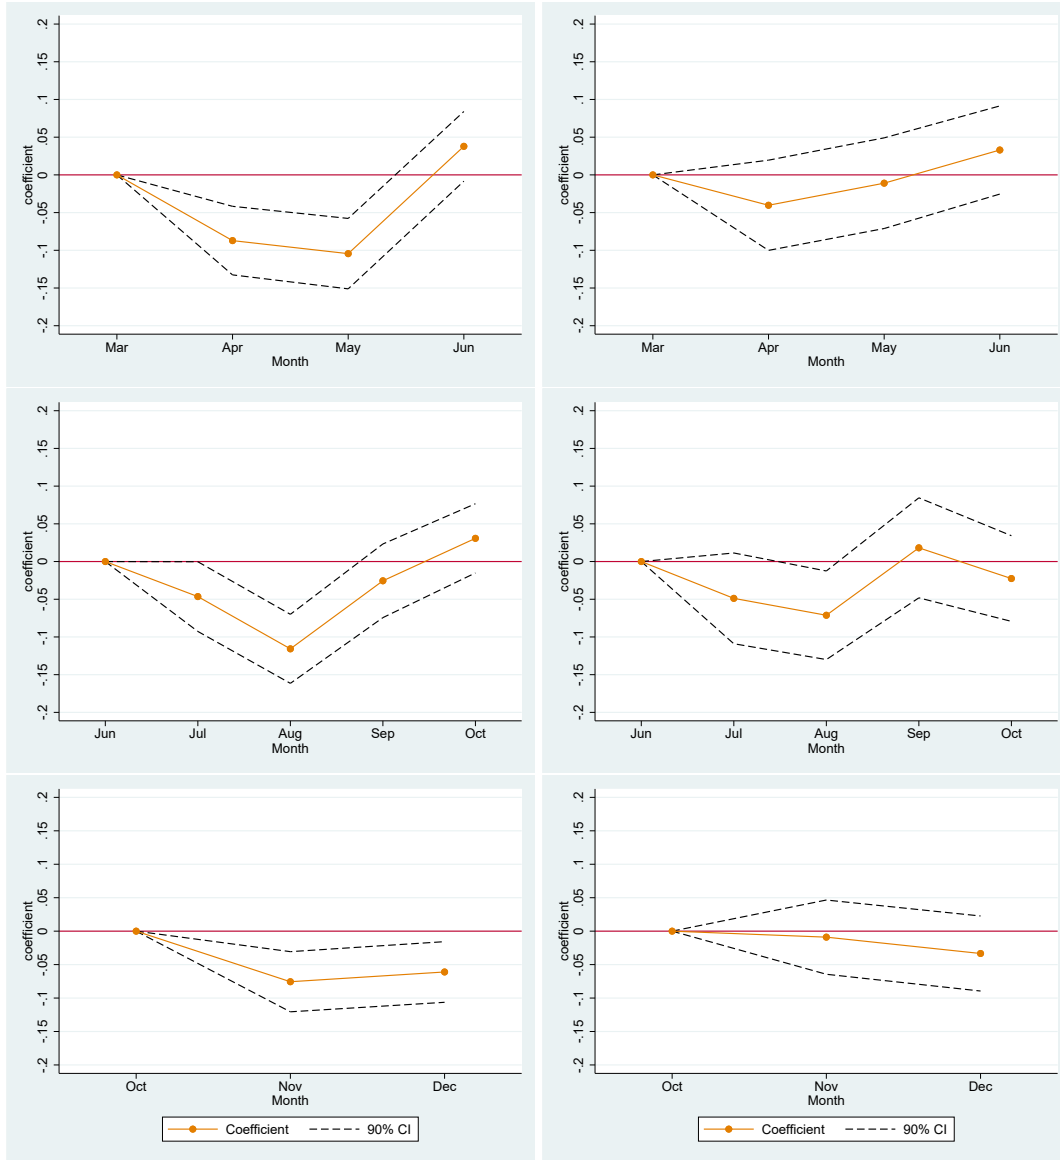 .2
.15
.1
.05
0
-.05
-.1
-.15
-.2
coefficient
Mar Apr May Jun
Month
.2
.15
.1
.05
0
-.05
-.1
-.15
-.2
coefficient
Mar Apr May Jun
Month
.2
.15
.1
.05
0
-.05
-.1
-.15
-.2
coefficient
Jun Jul Aug Sep Oct
Month
.2
.15
.1
.05
0
-.05
-.1
-.15
-.2
coefficient
Jun Jul Aug Sep Oct
Month
.2
.15
.1
.05
0
-.05
-.1
-.15
-.2
coefficient
Oct Nov Dec
Month
Coefficient 90% CI
.2
.15
.1
.05
0
-.05
-.1
-.15
-.2
coefficient
Oct Nov Dec
Month
Coefficient 90% CI